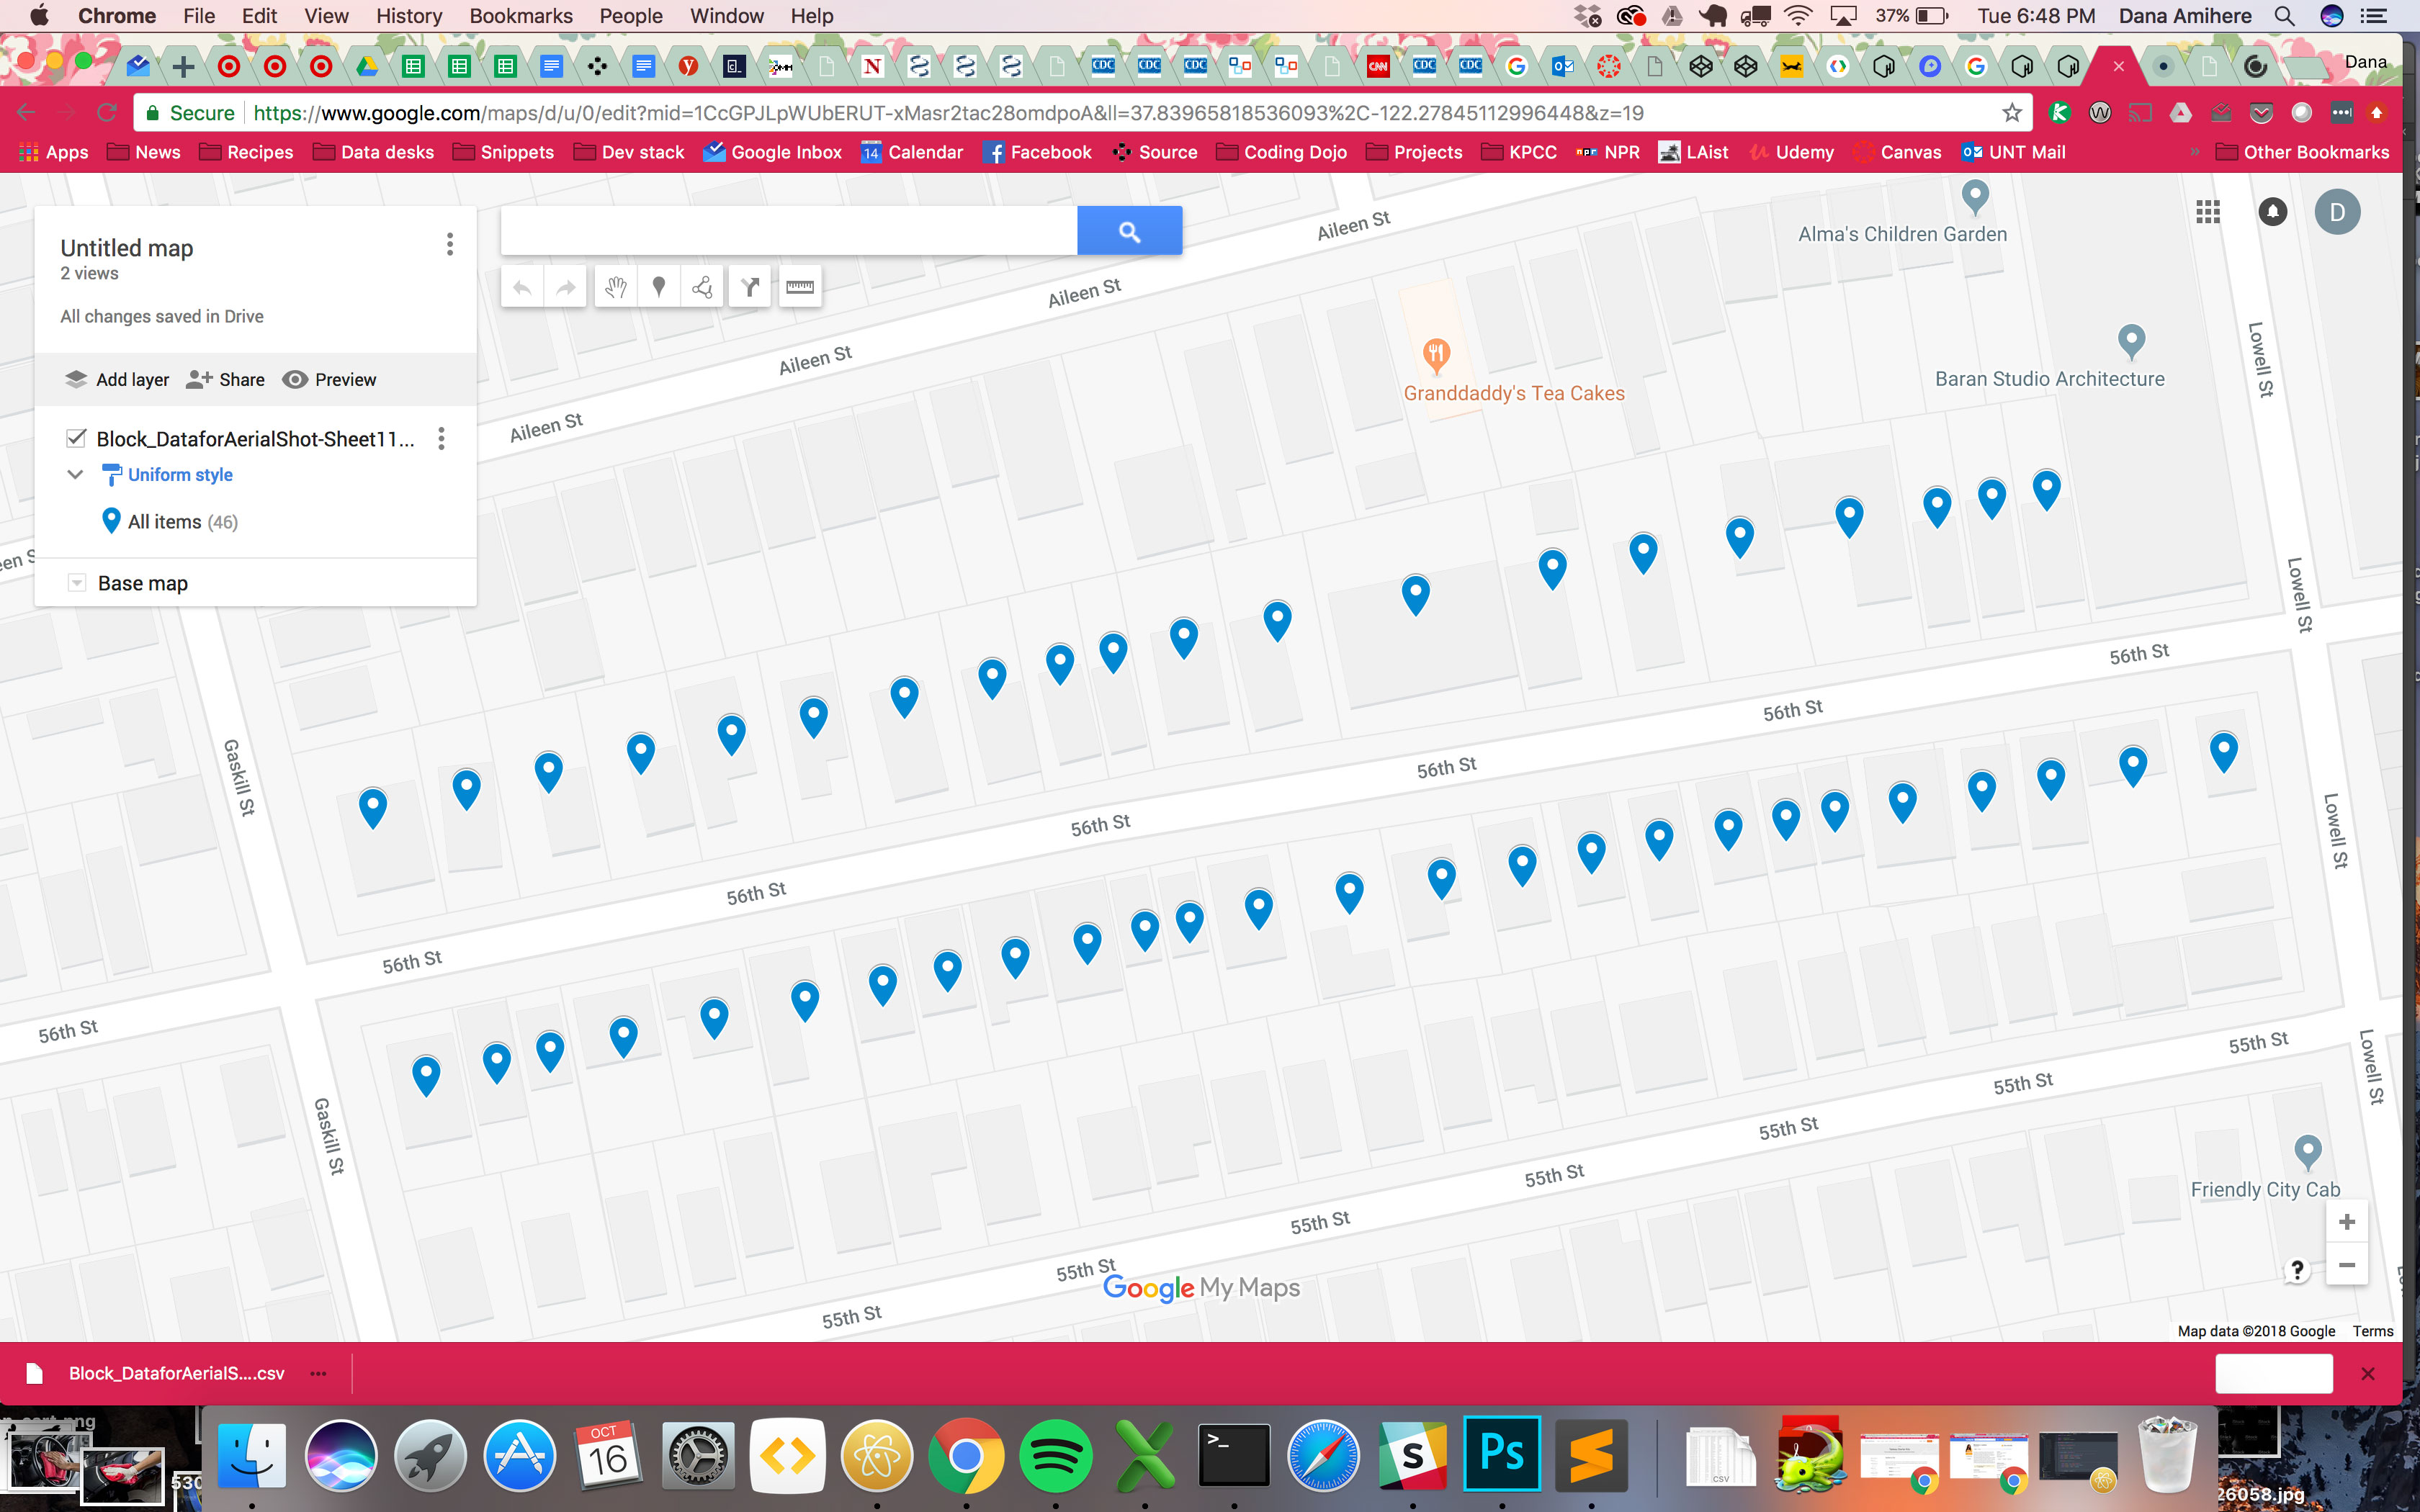 Chrome File Edit View History Bookmarks People Window Help 37% Tue 6:48 PM Dana Amihere
Dana
Secure https://www.google.com/maps/d/u/0/edit?mid=1CcGPJLpWUbERUT-xMasr2tac28omdpoA&ll=37.83965818536093%2C-122.27845112996448&z=19
Apps News Recipes Data desks Snippets Dev stack Google Inbox 14 Calendar Facebook Source Coding Dojo Projects KPCC NPR LAist Udemy Canvas UNT Mail » Other Bookmarks
Untitled map
2 views
All changes saved in Drive
Add layer Share Preview
Block_DataforAerialShot-Sheet11...
Uniform style
All items (46)
Base map
D
Aileen St
Aileen St
Aileen St
Aileen St
Alma's Children Garden
Granddaddy's Tea Cakes
Baran Studio Architecture
Lowell St
Lowell St
Lowell St
Lowell St
Gaskill St
Gaskill St
56th St
56th St
56th St
56th St
56th St
56th St
56th St
55th St
55th St
55th St
55th St
55th St
55th St
55th St
Friendly City Cab
Google My Maps
Map data ©2018 Google Terms
Block_DataforAerialS....csv
OCT
16
Ps
CSV
26058.jpg